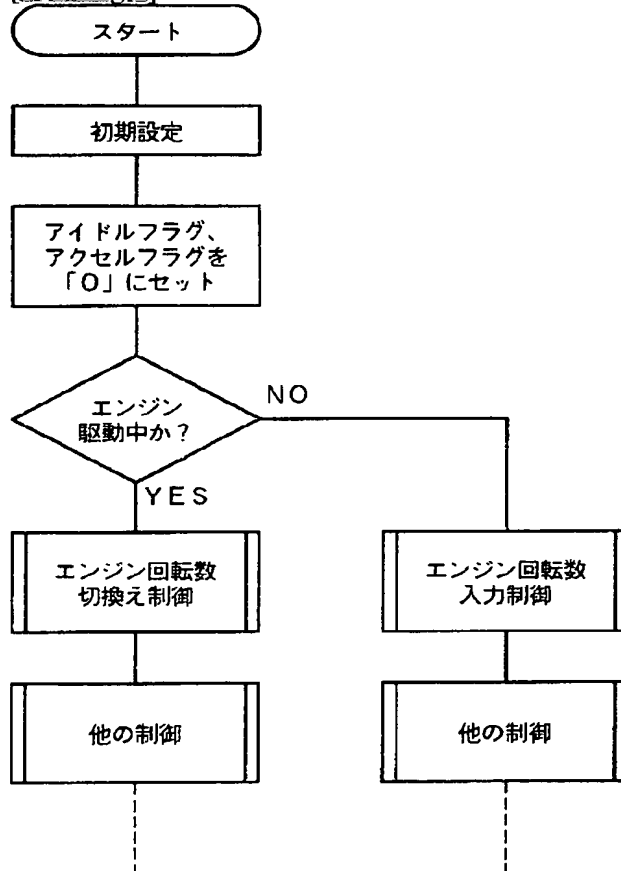 スタート
初期設定
アイドルフラグ、
アクセルフラグを
「O」にセット
エンジン
駆動中か？
NO
YES
エンジン回転数
切換え制御
エンジン回転数
入力制御
他の制御
他の制御